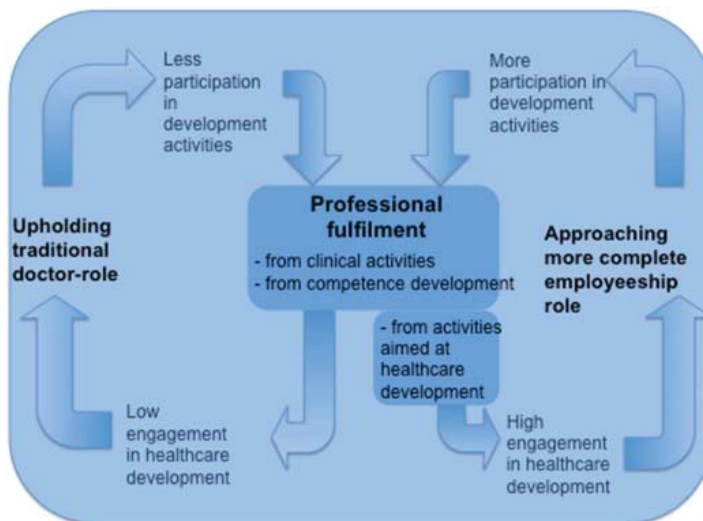 Less
participation
in
development
activities
More
participation in
development
activities
Professional
fulfilment
- from clinical activities
- from competence development
- from activities
aimed at
healthcare
development
Upholding
traditional
doctor-role
Approaching
more complete
employeeship
role
Low
engagement
in healthcare
development
High
engagement
in healthcare
development